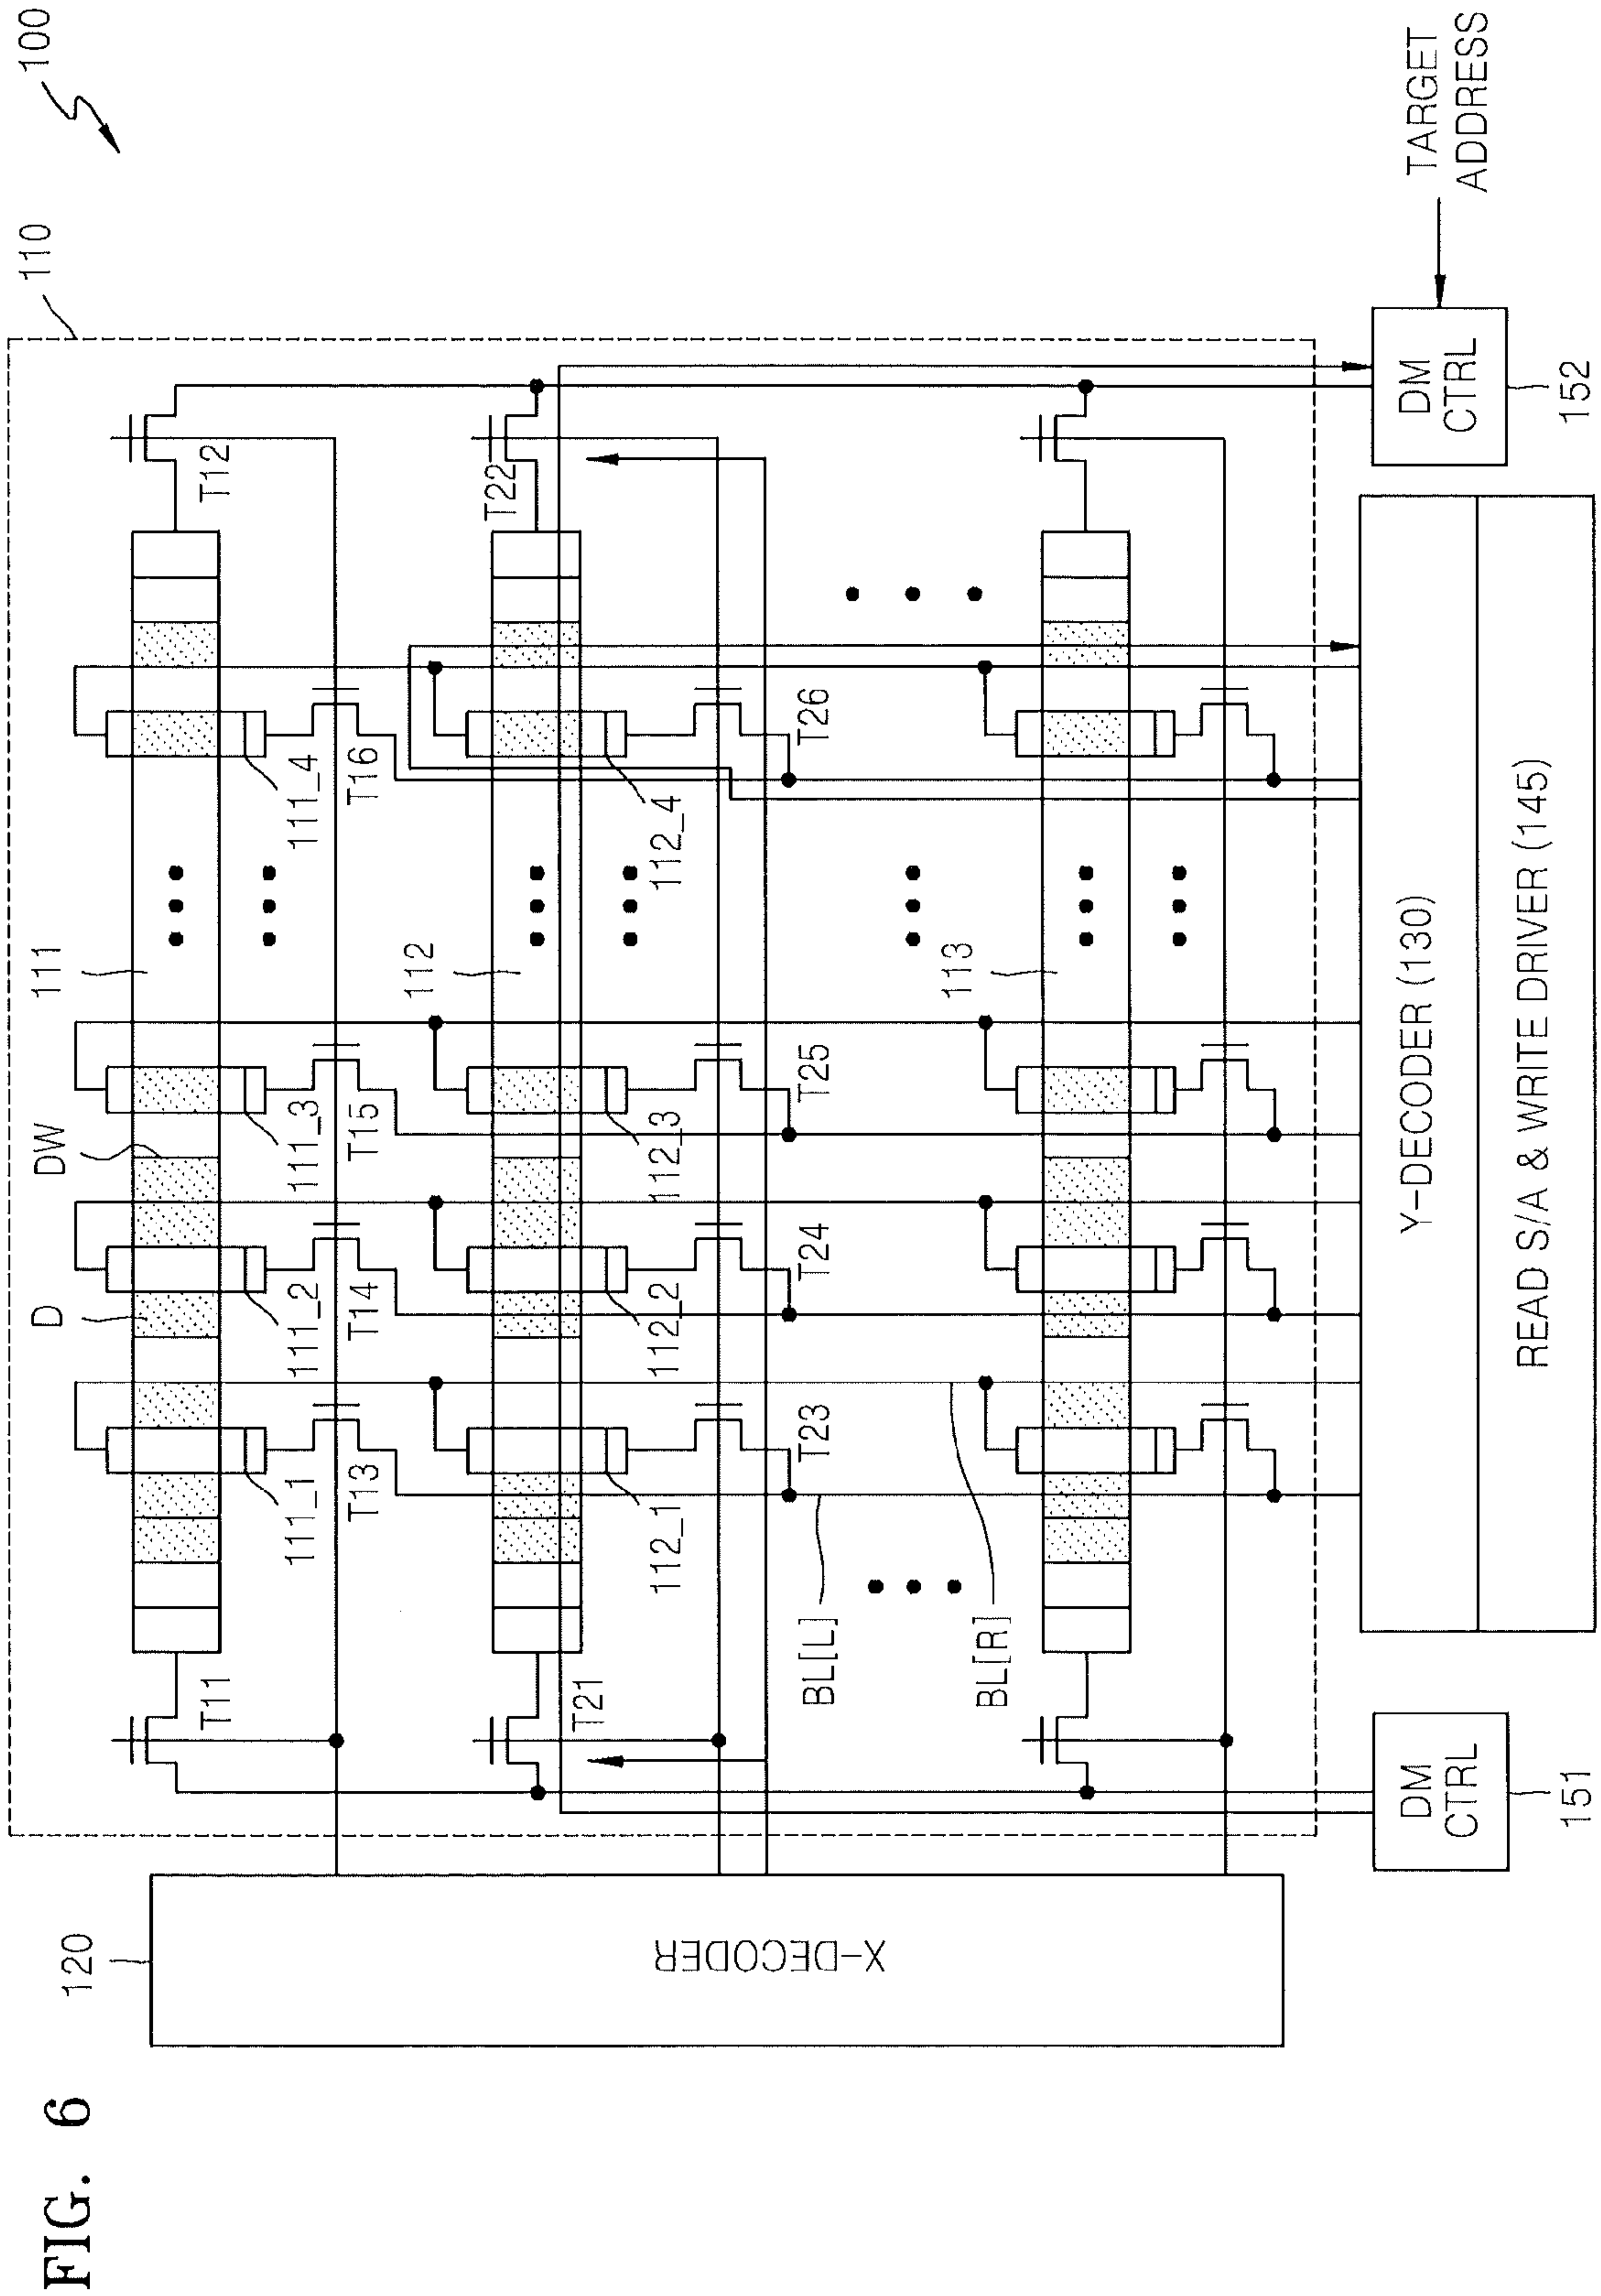 FIG. 6
100
110
120
X-DECODER
T11
T12
111
D
DW
111_1
111_2
111_3
111_4
T13
T14
T15
T16
T21
T22
112
112_1
112_2
112_3
112_4
T23
T24
T25
T26
BL[L]
BL[R]
113
DM
CTRL
151
Y-DECODER (130)
READ S/A & WRITE DRIVER (145)
DM
CTRL
152
TARGET
ADDRESS